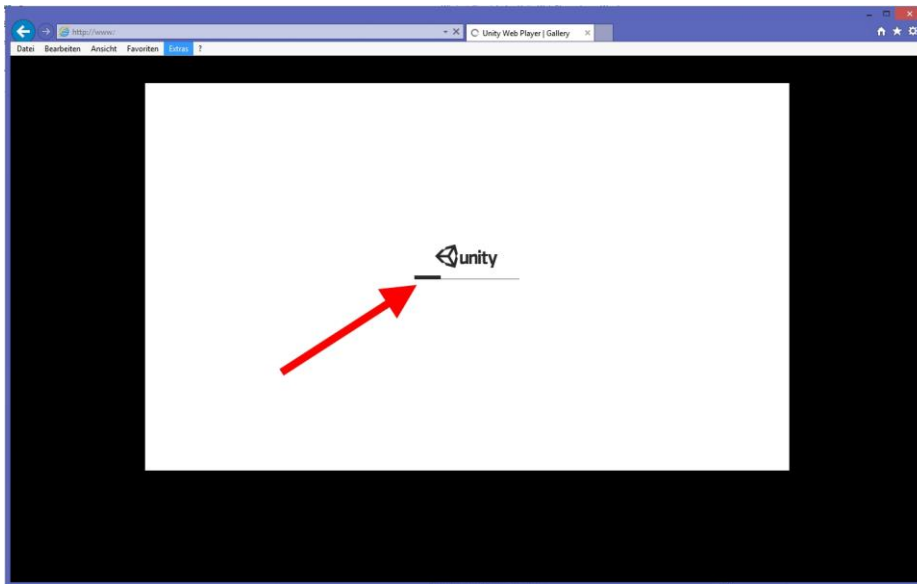 http://www.:
Unity Web Player | Gallery
Datei Bearbeiten Ansicht Favoriten Extras ?
unity